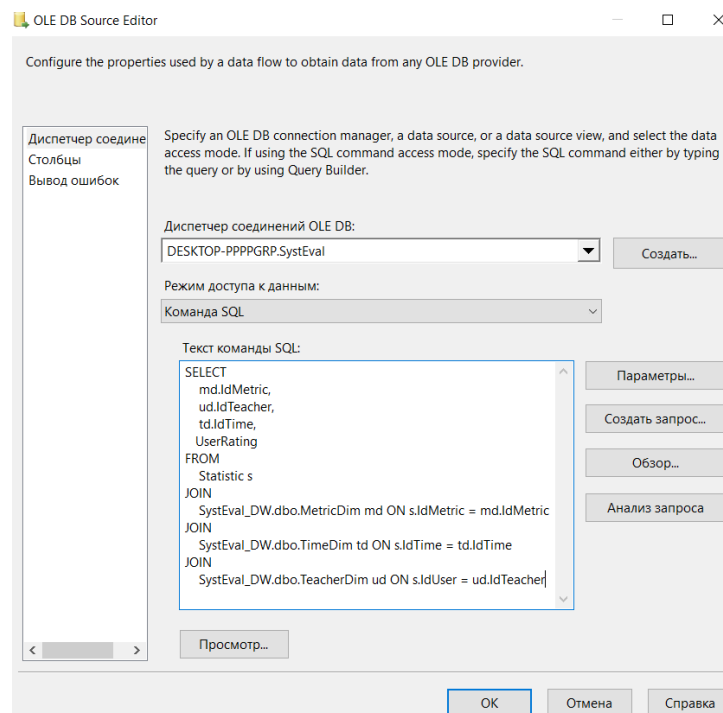 OLE DB Source Editor
Configure the properties used by a data flow to obtain data from any OLE DB provider.
Диспетчер соедине
Столбцы
Вывод ошибок
Specify an OLE DB connection manager, a data source, or a data source view, and select the data
access mode. If using the SQL command access mode, specify the SQL command either by typing
the query or by using Query Builder.
Диспетчер соединений OLE DB:
DESKTOP-PPPPGRP.SystEval
Создать...
Режим доступа к данным:
Команда SQL
Текст команды SQL:
SELECT
md.IdMetric,
ud.IdTeacher,
td.IdTime,
UserRating
FROM
Statistic s
JOIN
SystEval_DW.dbo.MetricDim md ON s.IdMetric = md.IdMetric
JOIN
SystEval_DW.dbo.TimeDim td ON s.IdTime = td.IdTime
JOIN
SystEval_DW.dbo.TeacherDim ud ON s.IdUser = ud.IdTeacher
Параметры...
Создать запрос...
Обзор...
Анализ запроса
Просмотр...
OK
Отмена
Справка